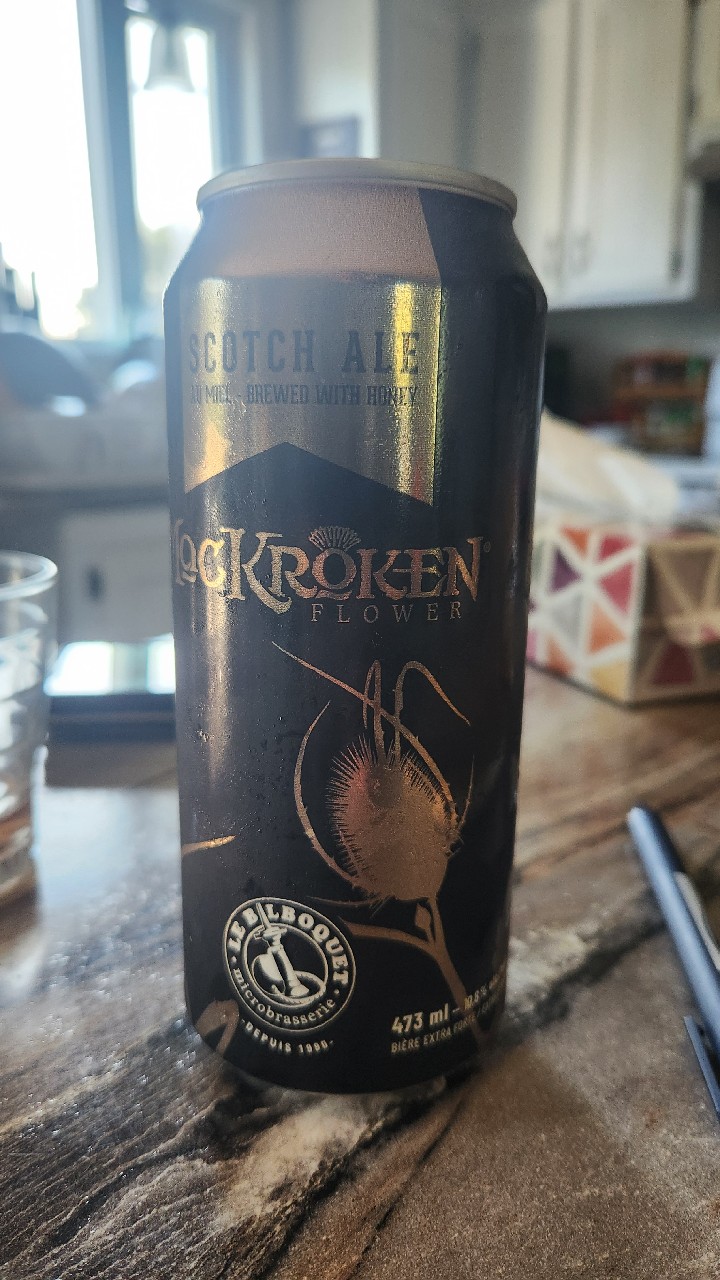 SCOTCH ALE
AU MIEL - BREWED WITH HONEY
LOCKROKEN
FLOWER
LE BILBOQUET
microbrasserie
-DEPUIS 1990-
473 ml -
BIÈRE EXTRA FORTE